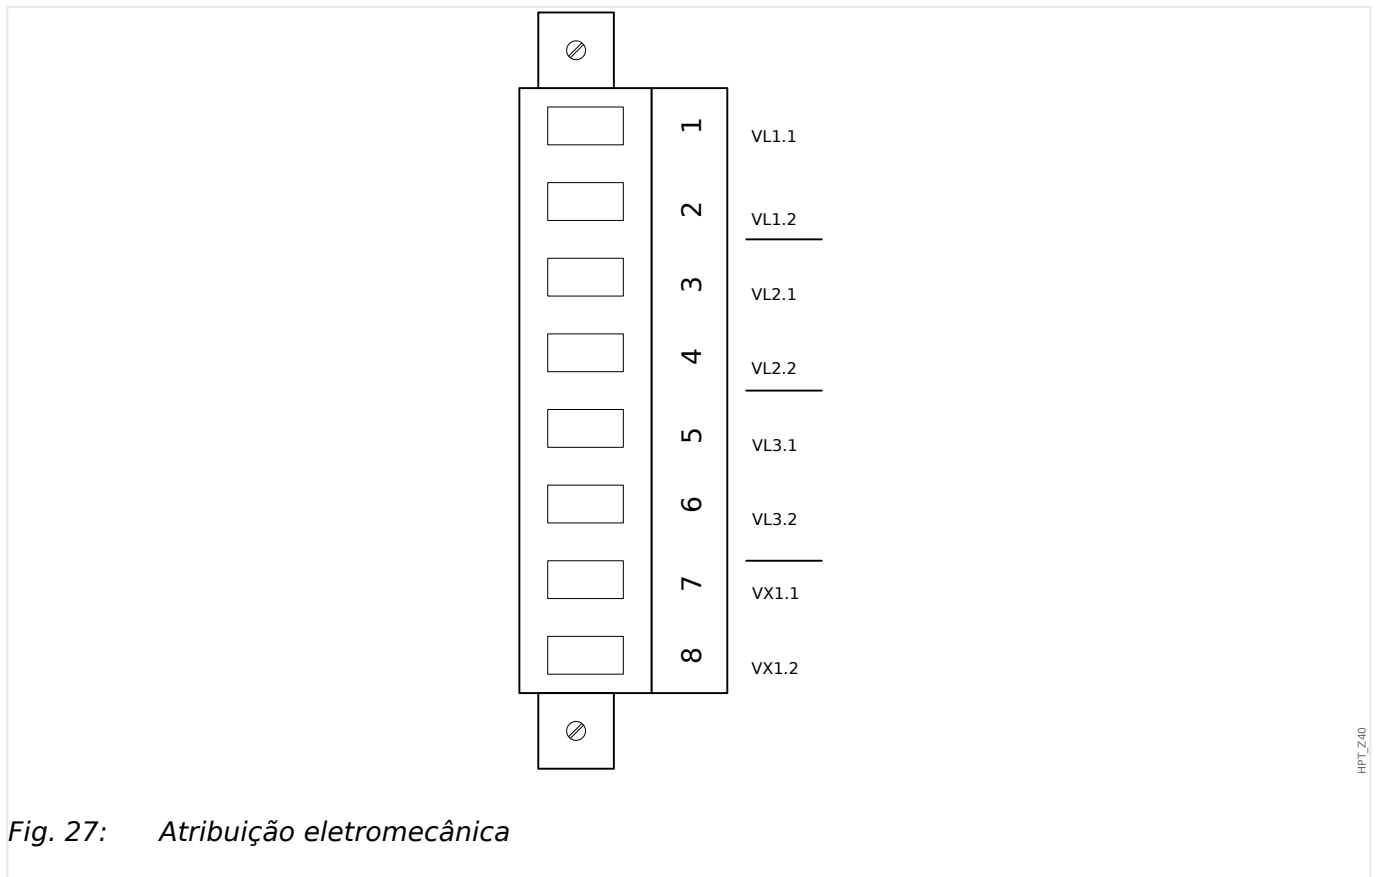 1 VL1.1
2 VL1.2
3 VL2.1
4 VL2.2
5 VL3.1
6 VL3.2
7 VX1.1
8 VX1.2
HPT_Z40
Fig. 27: Atribuição eletromecânica